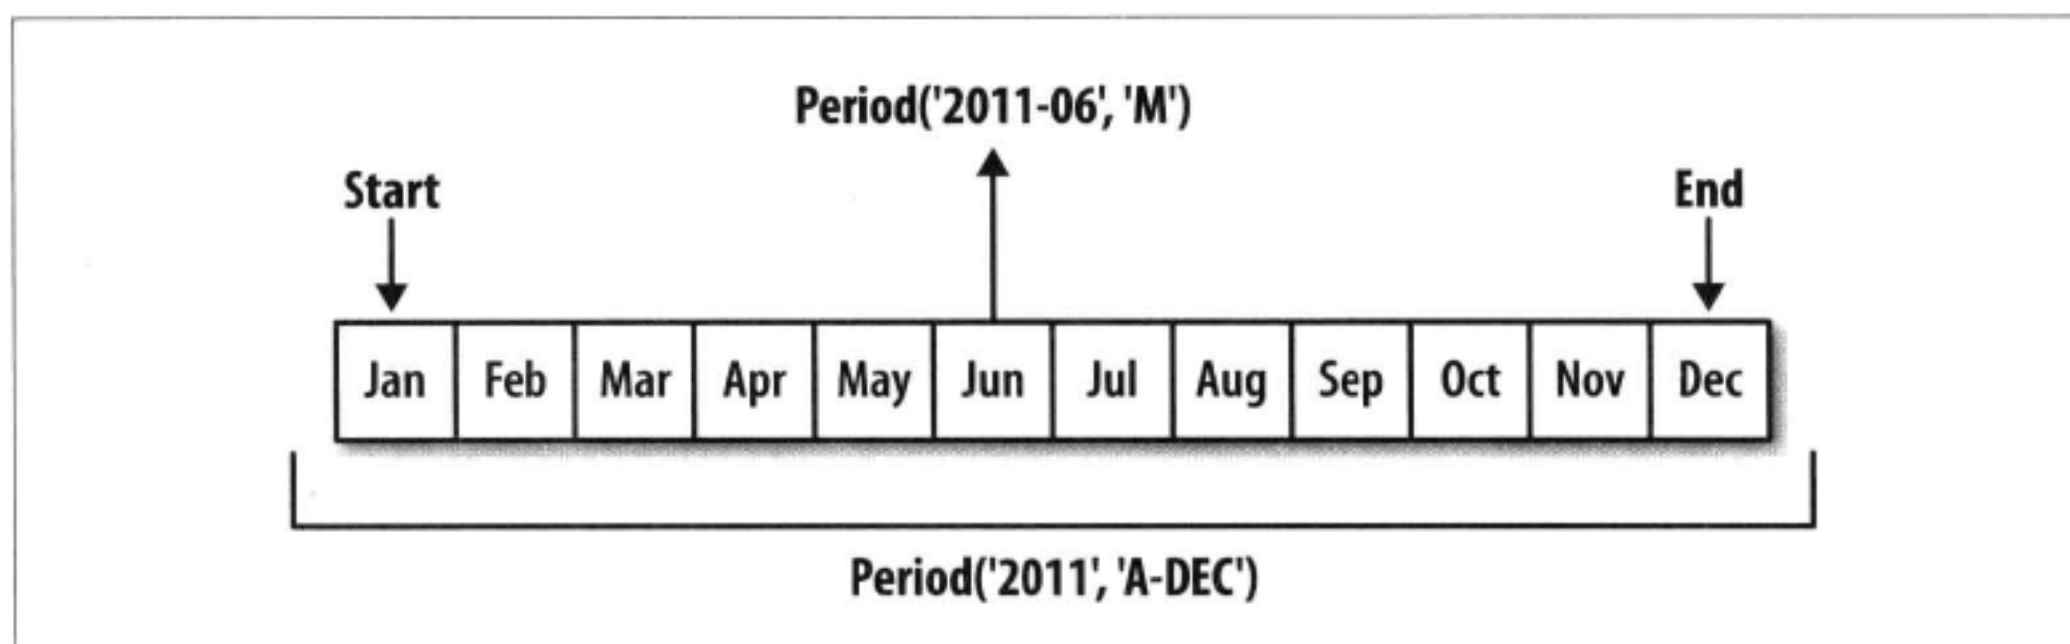 Period('2011-06', 'M')
Start End
Jan Feb Mar Apr May Jun Jul Aug Sep Oct Nov Dec
Period('2011', 'A-DEC')